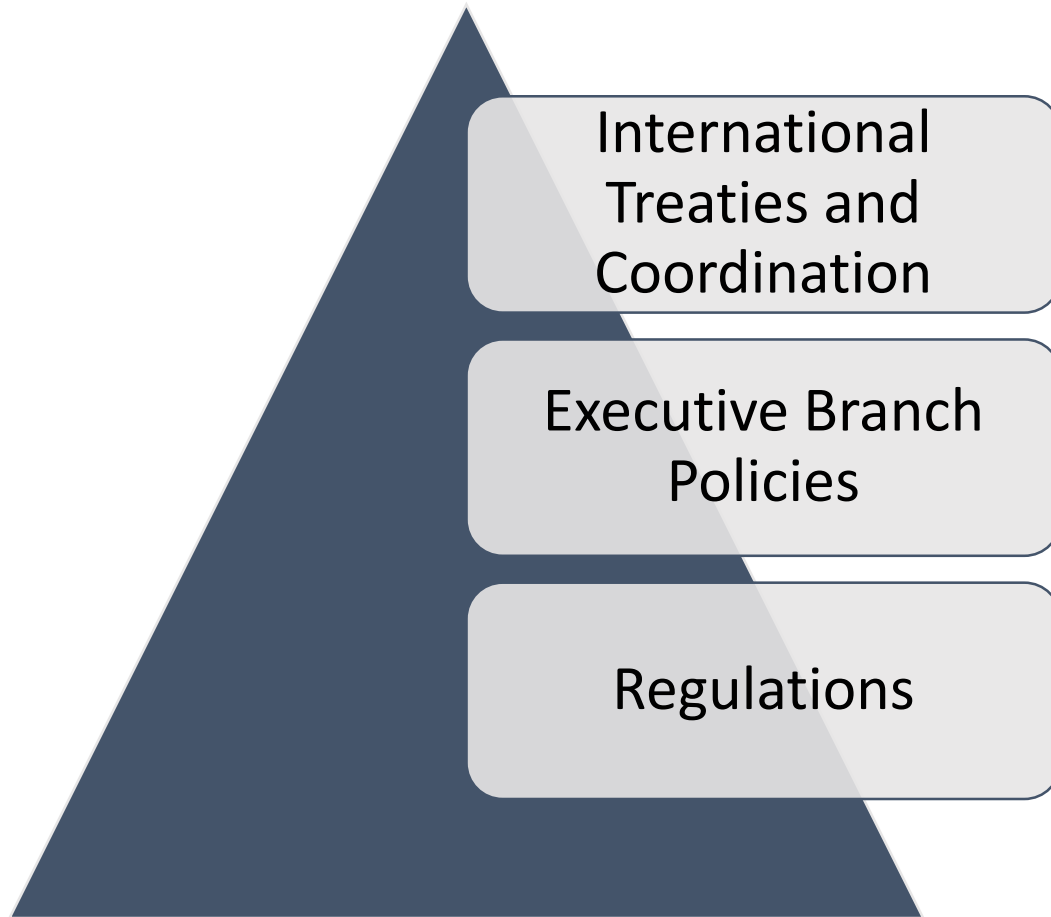 International
Treaties and
Coordination
Executive Branch
Policies
Regulations